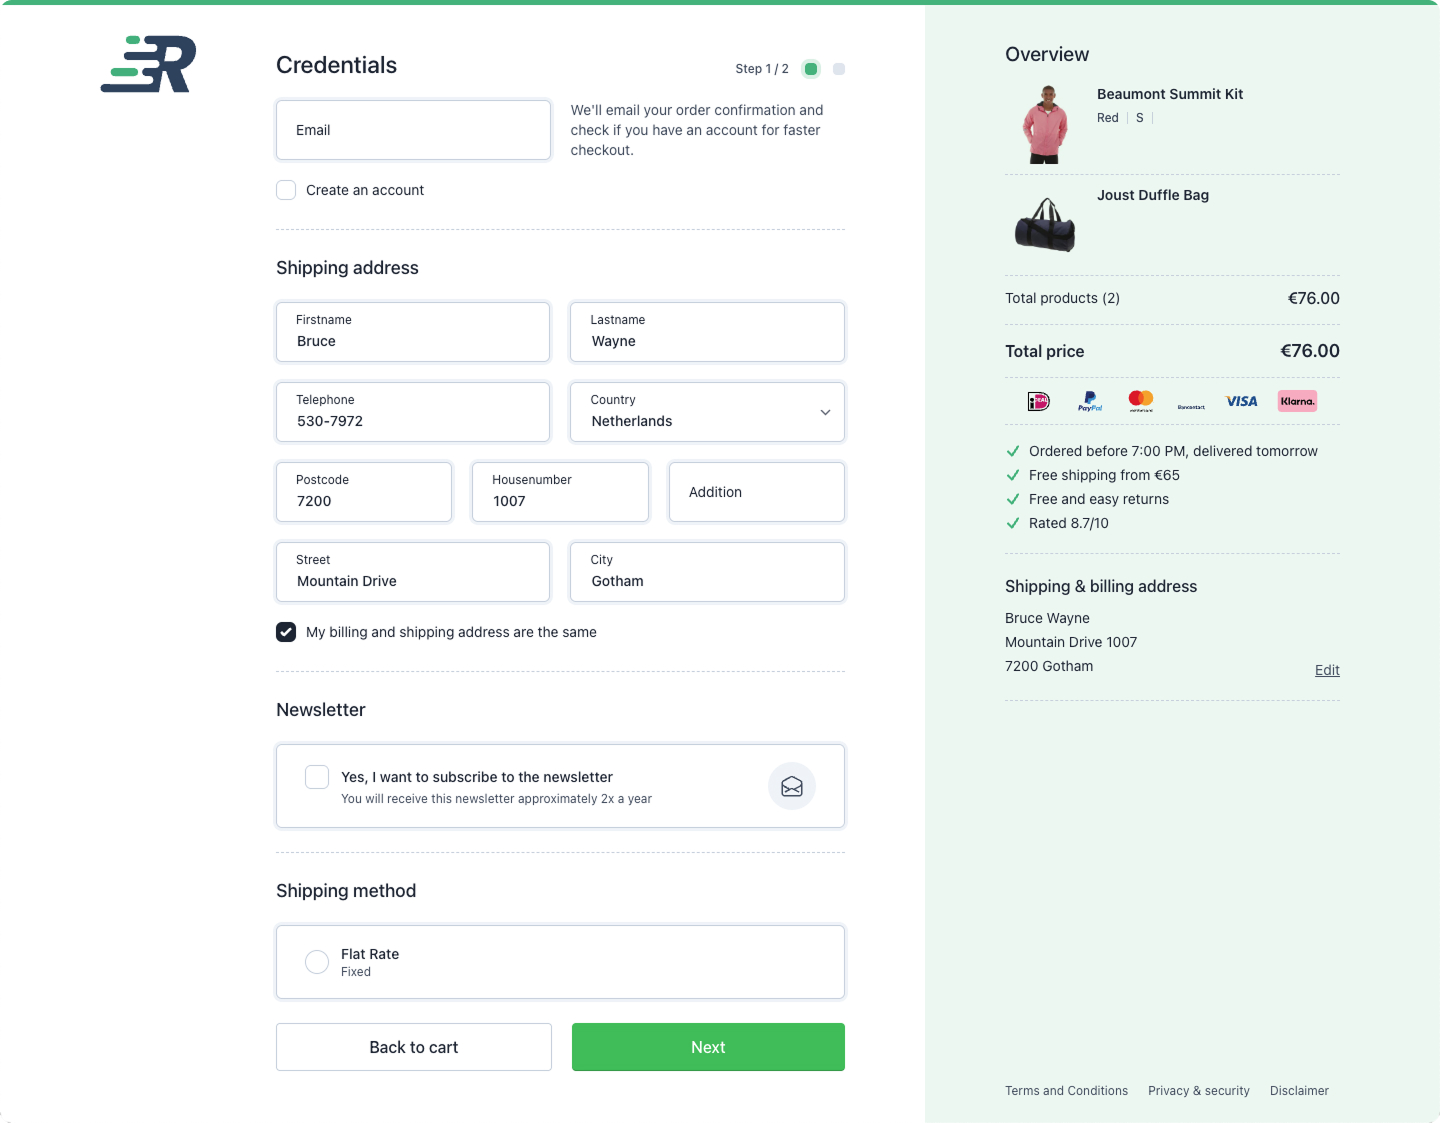 R
Credentials
Step 1 / 2
Email
We'll email your order confirmation and
check if you have an account for faster
checkout.
Create an account
Shipping address
Firstname
Bruce
Lastname
Wayne
Telephone
530-7972
Country
Netherlands
Postcode
7200
Housenumber
1007
Addition
Street
Mountain Drive
City
Gotham
My billing and shipping address are the same
Newsletter
Yes, I want to subscribe to the newsletter
You will receive this newsletter approximately 2x a year
Shipping method
Flat Rate
Fixed
Back to cart
Next
Overview
Beaumont Summit Kit
Red
S
Joust Duffle Bag
Total products (2)
€76.00
Total price
€76.00
iDEAL
PayPal
mastercard
Bancontact
VISA
Klarna.
Ordered before 7:00 PM, delivered tomorrow
Free shipping from €65
Free and easy returns
Rated 8.7/10
Shipping & billing address
Bruce Wayne
Mountain Drive 1007
7200 Gotham
Edit
Terms and Conditions
Privacy & security
Disclaimer